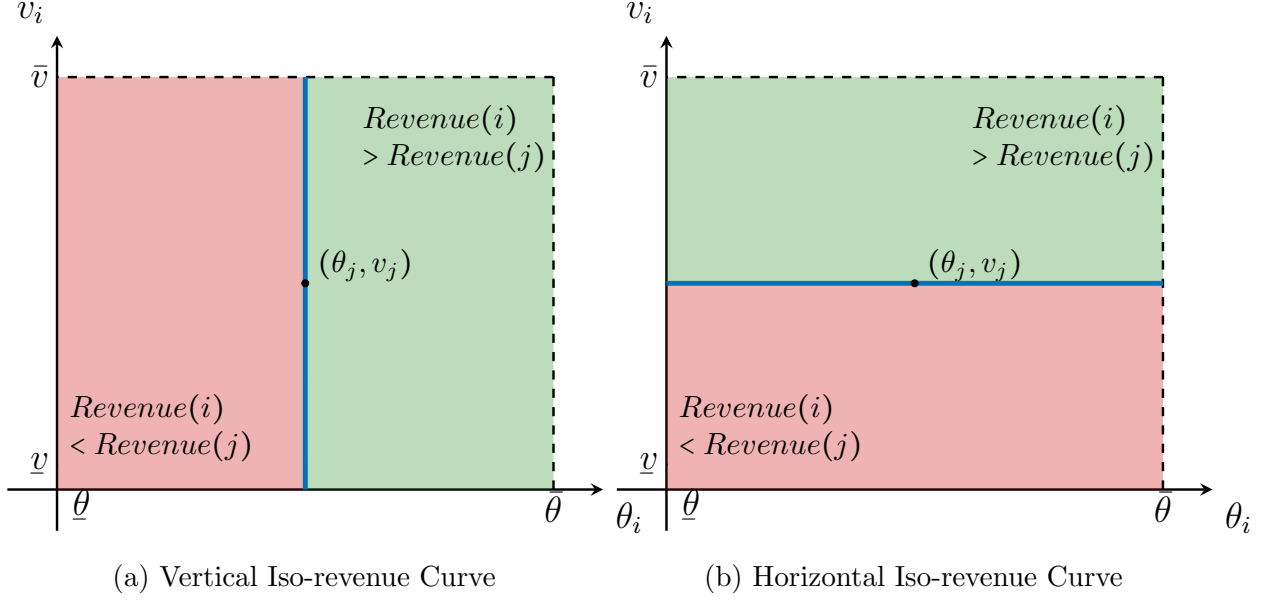 v_i
v̄
Revenue(i)
> Revenue(j)
(θ_j, v_j)
Revenue(i)
< Revenue(j)
v̲
θ̲
θ̄
θ_i
(a) Vertical Iso-revenue Curve
v_i
v̄
Revenue(i)
> Revenue(j)
(θ_j, v_j)
Revenue(i)
< Revenue(j)
v̲
θ̲
θ̄
θ_i
(b) Horizontal Iso-revenue Curve